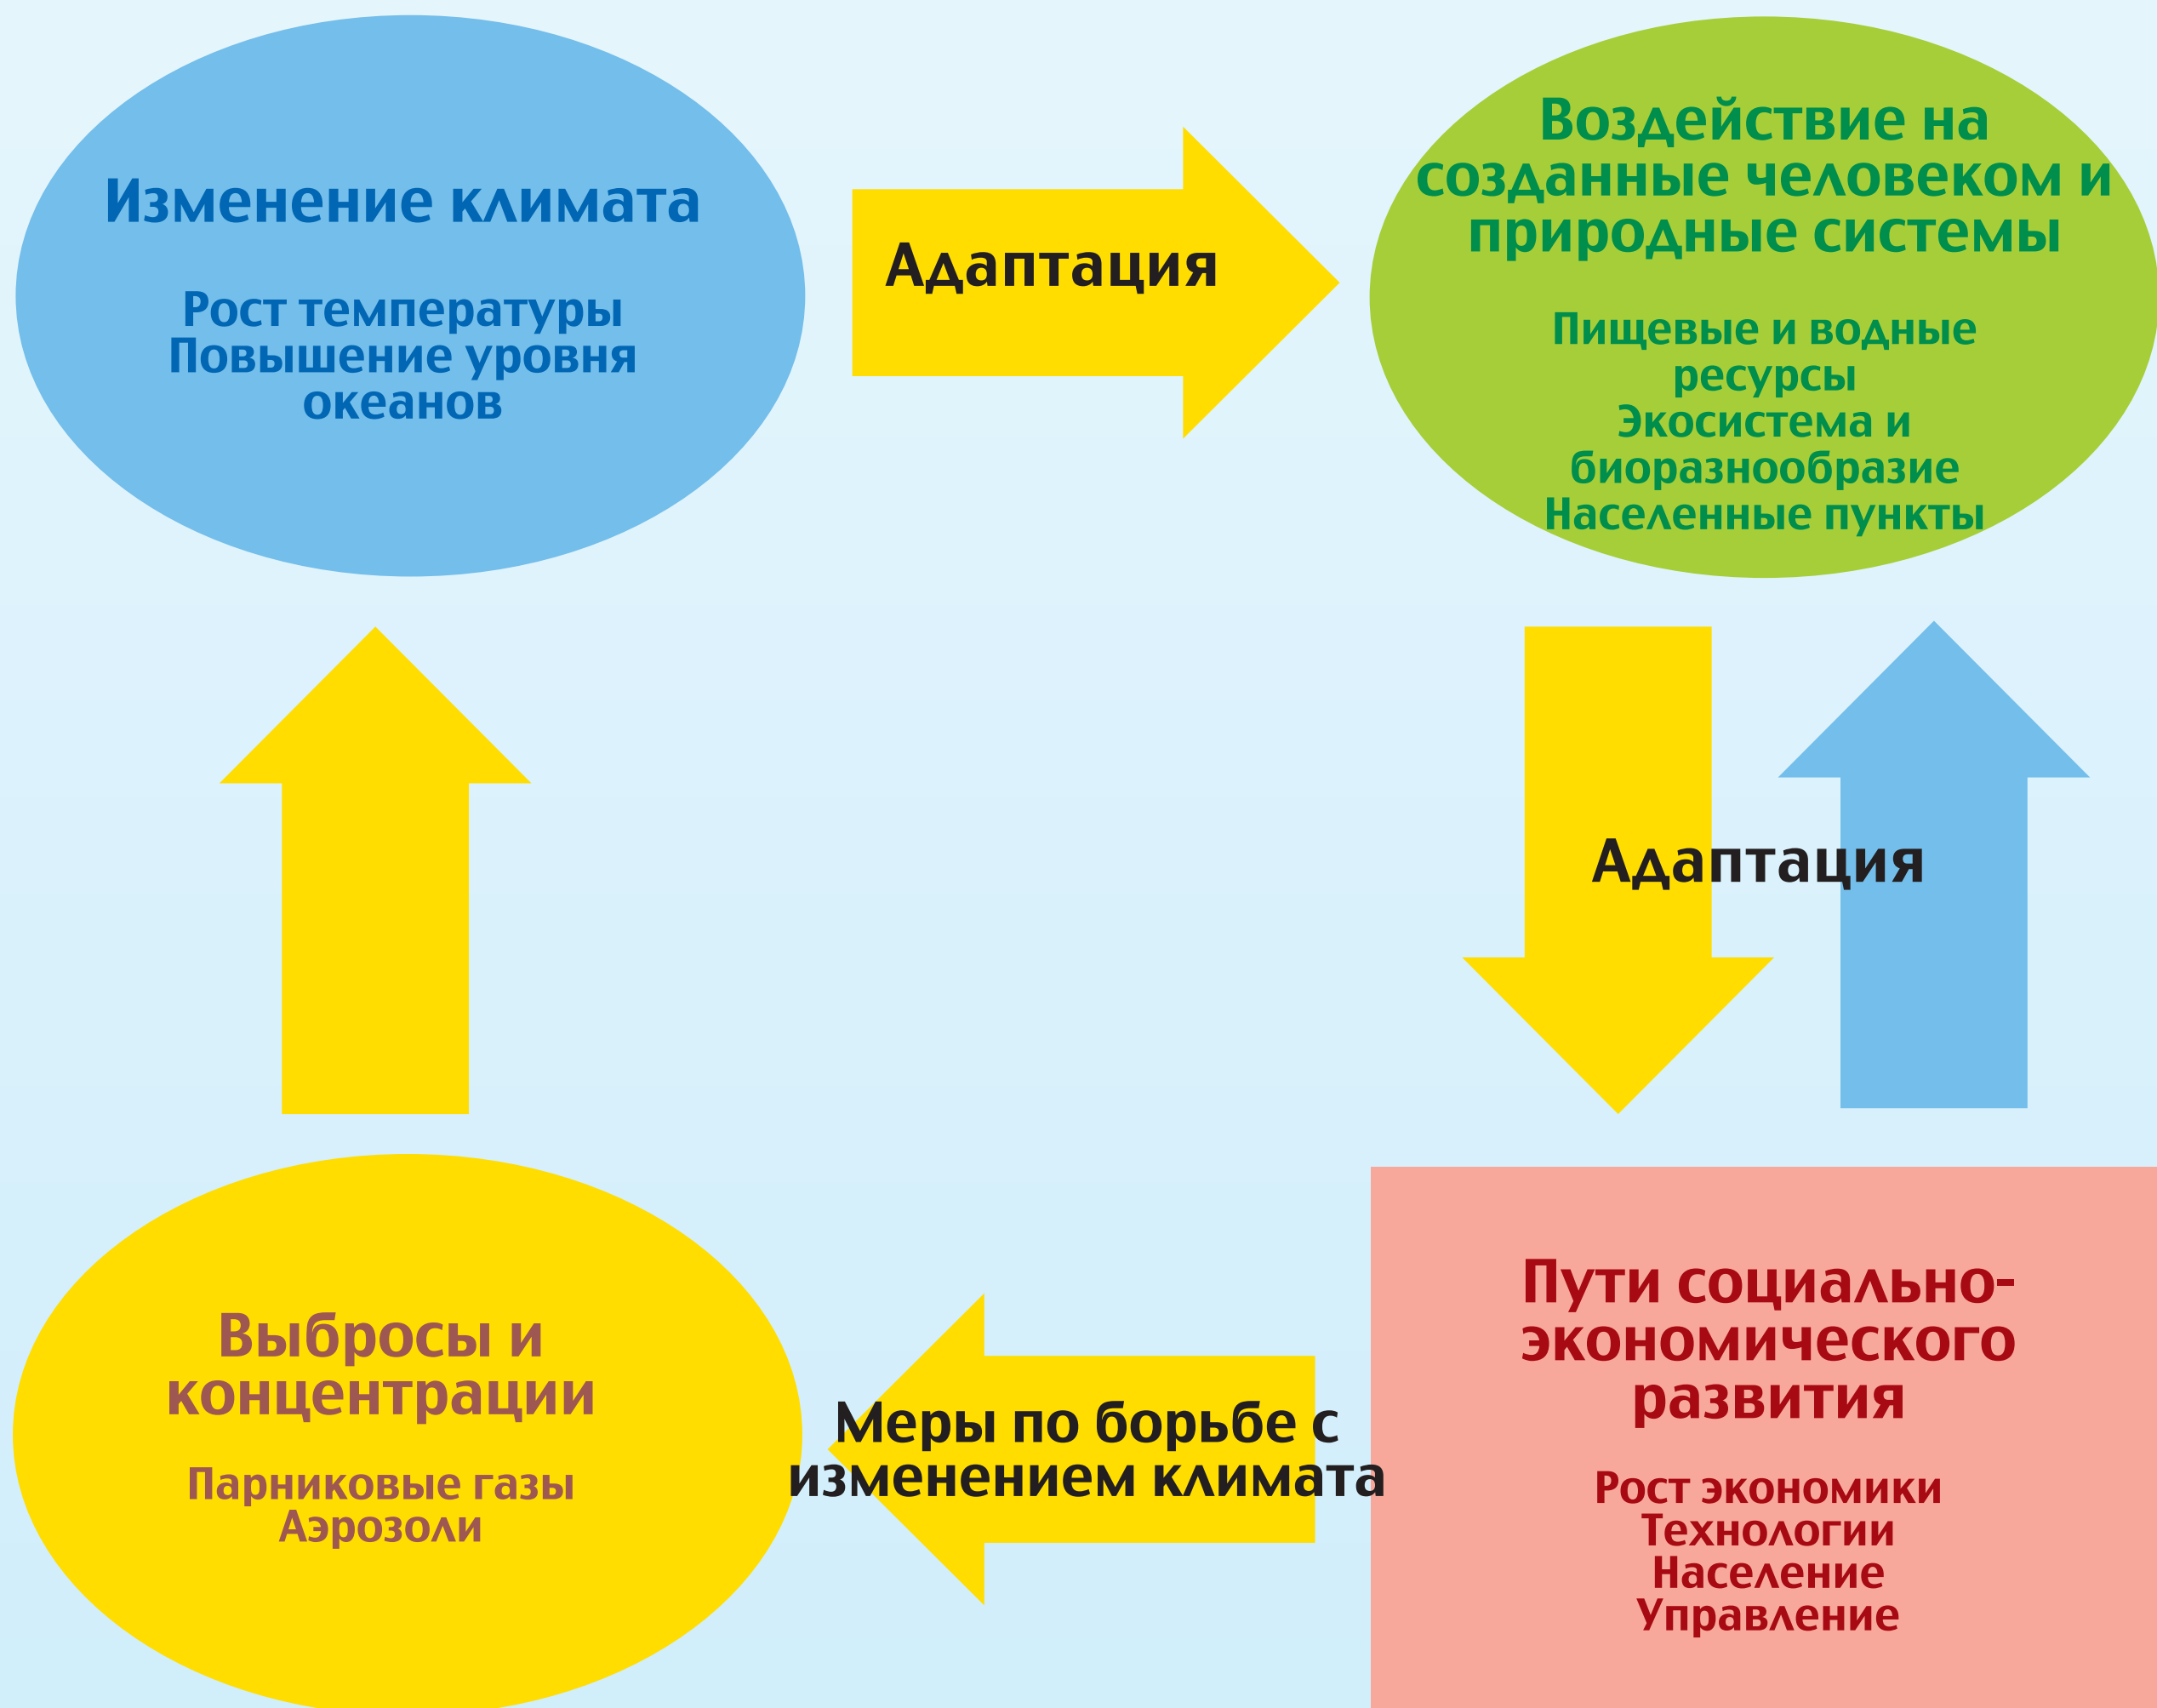 Изменение климата
Рост температуры
Повышение уровня
океанов
Адаптация
Воздействие на
созданные человеком и
природные системы
Пищевые и водные
ресурсы
Экосистема и
биоразнообразие
Населенные пункты
Адаптация
Выбросы и
концентрации
Парниковые газы
Аэрозоли
Меры по борьбе с
изменением климата
Пути социально-
экономического
развития
Рост экономики
Технологии
Население
Управление